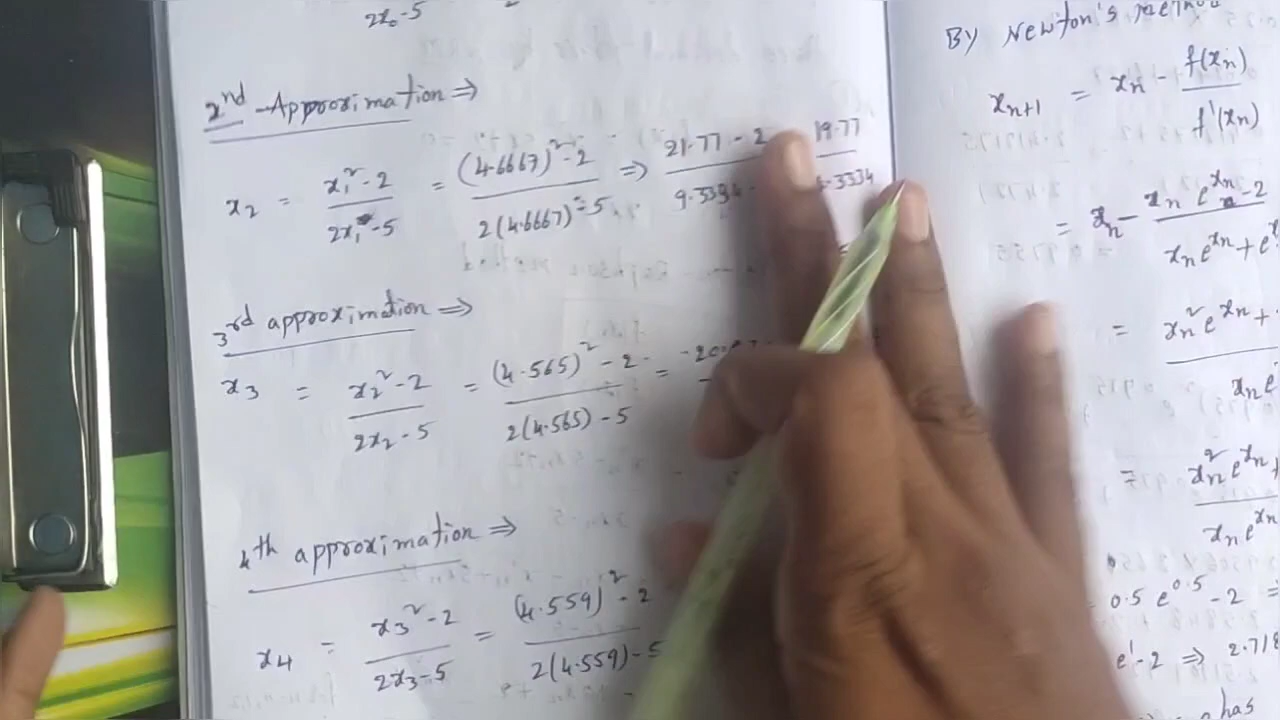 2x₀-5
2nd -Approximation ⇒
x₂ = x₁²-2 / 2x₁-5 = (4.6667)²-2 / 2(4.6667)-5 ⇒ 21.77-2 / 9.3334- 19.77 / .3334
3rd approximation ⇒
x₃ = x₂²-2 / 2x₂-5 = (4.565)²-2 / 2(4.565)-5 =
4th approximation ⇒
x₄ = x₃²-2 / 2x₃-5 = (4.559)²-2 / 2(4.559)-5
By Newton's method
xₙ₊₁ = xₙ - f(xₙ) / f'(xₙ)
= xₙ - xₙ e^xₙ-2 / xₙe^xₙ+e
= xₙ² e^xₙ + / xₙe
= xₙ² e^xₙ / xₙe^xₙ
0.5 e^0.5 -2 =
e¹-2 ⇒ 2.718
has